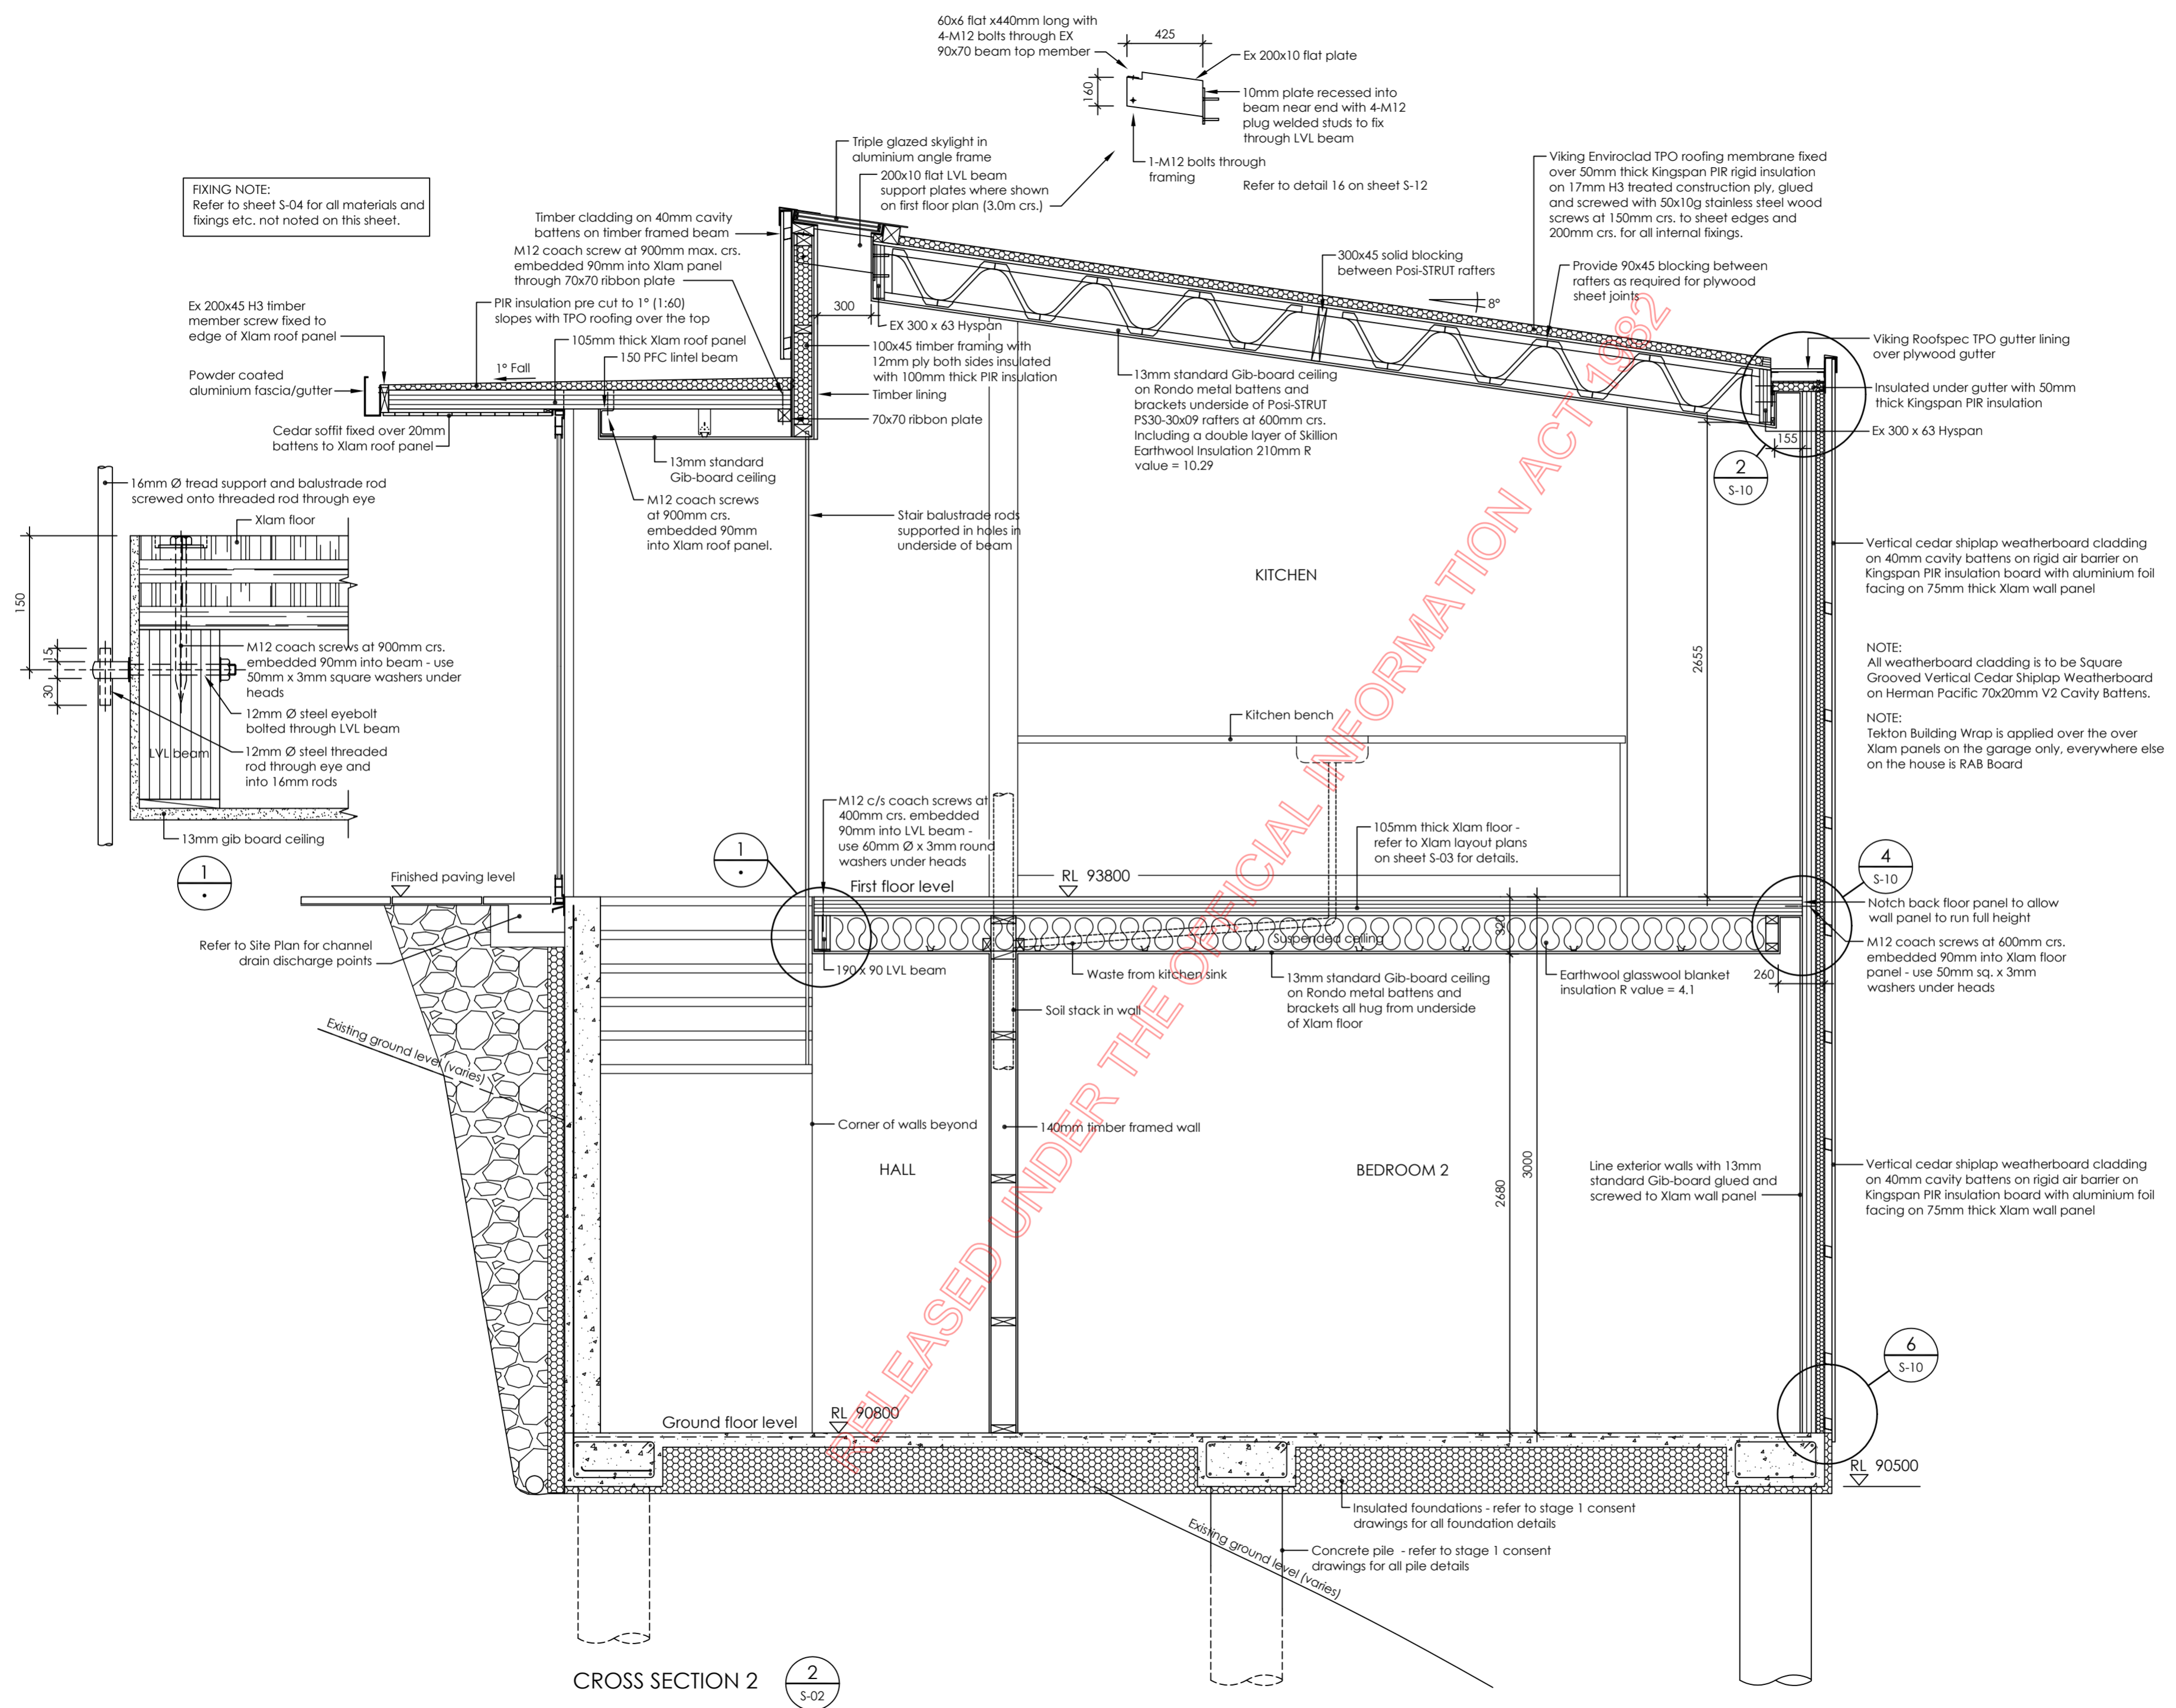 60x6 flat x440mm long with
4-M12 bolts through EX
90x70 beam top member
425
Ex 200x10 flat plate
160
10mm plate recessed into
beam near end with 4-M12
plug welded studs to fix
through LVL beam
1-M12 bolts through
framing
Refer to detail 16 on sheet S-12
FIXING NOTE:
Refer to sheet S-04 for all materials and
fixings etc. not noted on this sheet.
Triple glazed skylight in
aluminium angle frame
200x10 flat LVL beam
support plates where shown
on first floor plan (3.0m crs.)
Timber cladding on 40mm cavity
battens on timber framed beam
M12 coach screw at 900mm max. crs.
embedded 90mm into Xlam panel
through 70x70 ribbon plate
PIR insulation pre cut to 1° (1:60)
slopes with TPO roofing over the top
105mm thick Xlam roof panel
150 PFC lintel beam
1° Fall
Ex 200x45 H3 timber
member screw fixed to
edge of Xlam roof panel
Powder coated
aluminium fascia/gutter
Cedar soffit fixed over 20mm
battens to Xlam roof panel
300
EX 300 x 63 Hyspan
100x45 timber framing with
12mm ply both sides insulated
with 100mm thick PIR insulation
Timber lining
70x70 ribbon plate
13mm standard
Gib-board ceiling
M12 coach screws
at 900mm crs.
embedded 90mm
into Xlam roof panel.
Stair balustrade rods
supported in holes in
underside of beam
Viking Enviroclad TPO roofing membrane fixed
over 50mm thick Kingspan PIR rigid insulation
on 17mm H3 treated construction ply, glued
and screwed with 50x10g stainless steel wood
screws at 150mm crs. to sheet edges and
200mm crs. for all internal fixings.
300x45 solid blocking
between Posi-STRUT rafters
Provide 90x45 blocking between
rafters as required for plywood
sheet joints
8°
13mm standard Gib-board ceiling
on Rondo metal battens and
brackets underside of Posi-STRUT
PS30-30x09 rafters at 600mm crs.
Including a double layer of Skillion
Earthwool Insulation 210mm R
value = 10.29
Viking Roofspec TPO gutter lining
over plywood gutter
Insulated under gutter with 50mm
thick Kingspan PIR insulation
Ex 300 x 63 Hyspan
155
2
S-10
16mm Ø tread support and balustrade rod
screwed onto threaded rod through eye
Xlam floor
150
15
30
M12 coach screws at 900mm crs.
embedded 90mm into beam - use
50mm x 3mm square washers under
heads
12mm Ø steel eyebolt
bolted through LVL beam
LVL beam
12mm Ø steel threaded
rod through eye and
into 16mm rods
13mm gib board ceiling
1
KITCHEN
2655
Vertical cedar shiplap weatherboard cladding
on 40mm cavity battens on rigid air barrier on
Kingspan PIR insulation board with aluminium foil
facing on 75mm thick Xlam wall panel
NOTE:
All weatherboard cladding is to be Square
Grooved Vertical Cedar Shiplap Weatherboard
on Herman Pacific 70x20mm V2 Cavity Battens.
NOTE:
Tekton Building Wrap is applied over the over
Xlam panels on the garage only, everywhere else
on the house is RAB Board
Kitchen bench
M12 c/s coach screws at
400mm crs. embedded
90mm into LVL beam -
use 60mm Ø x 3mm round
washers under heads
1
105mm thick Xlam floor -
refer to Xlam layout plans
on sheet S-03 for details.
Finished paving level
First floor level
RL 93800
4
S-10
Notch back floor panel to allow
wall panel to run full height
M12 coach screws at 600mm crs.
embedded 90mm into Xlam floor
panel - use 50mm sq. x 3mm
washers under heads
Refer to Site Plan for channel
drain discharge points
Suspended ceiling
320
190 x 90 LVL beam
Waste from kitchen sink
13mm standard Gib-board ceiling
on Rondo metal battens and
brackets all hug from underside
of Xlam floor
Earthwool glasswool blanket
insulation R value = 4.1
260
Soil stack in wall
Existing ground level (varies)
Corner of walls beyond
140mm timber framed wall
HALL
BEDROOM 2
2680
3000
Line exterior walls with 13mm
standard Gib-board glued and
screwed to Xlam wall panel
Vertical cedar shiplap weatherboard cladding
on 40mm cavity battens on rigid air barrier on
Kingspan PIR insulation board with aluminium foil
facing on 75mm thick Xlam wall panel
6
S-10
Ground floor level
RL 90800
RL 90500
Insulated foundations - refer to stage 1 consent
drawings for all foundation details
Existing ground level (varies)
Concrete pile - refer to stage 1 consent
drawings for all pile details
CROSS SECTION 2
2
S-02
RELEASED UNDER THE OFFICIAL INFORMATION ACT 1982